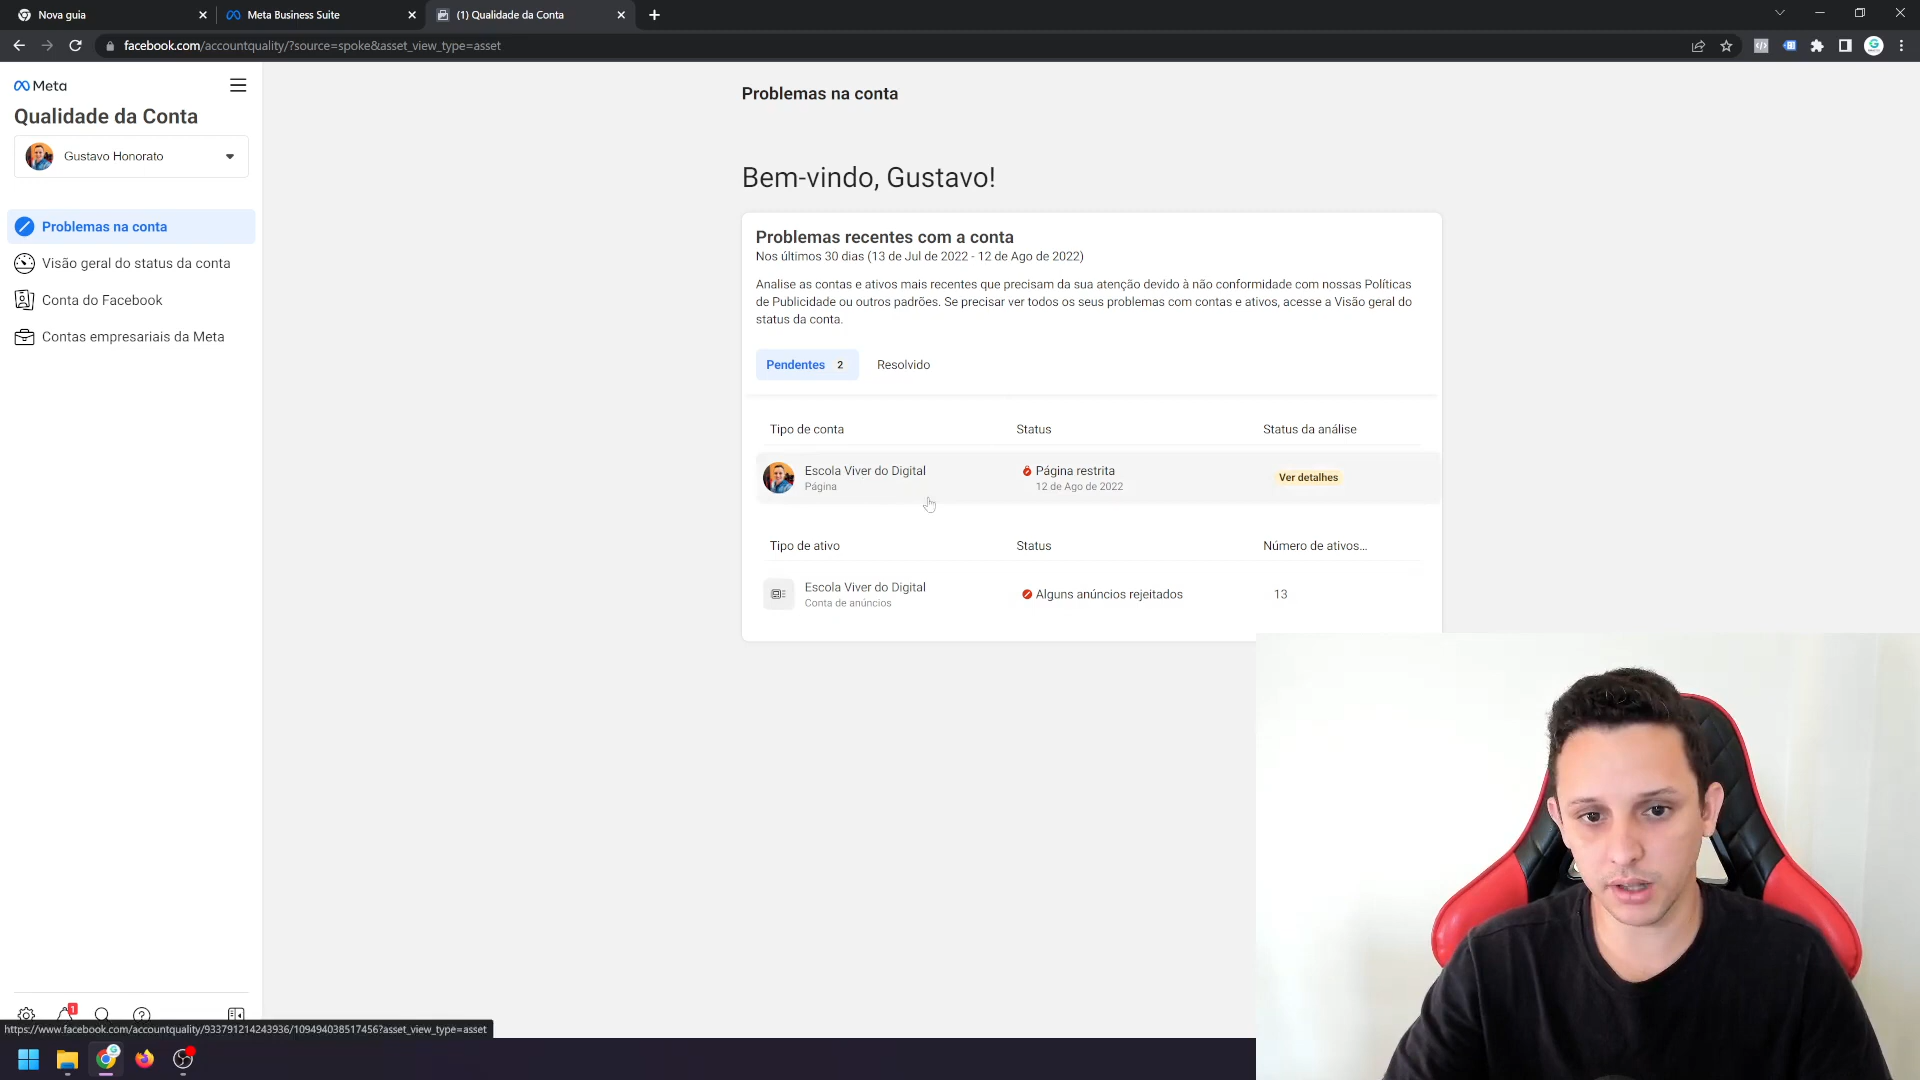 Nova guia
Meta Business Suite
(1) Qualidade da Conta
facebook.com/accountquality/?source=spoke&asset_view_type=asset
Meta
Qualidade da Conta
Gustavo Honorato
Problemas na conta
Visão geral do status da conta
Conta do Facebook
Contas empresariais da Meta
Problemas na conta
Bem-vindo, Gustavo!
Problemas recentes com a conta
Nos últimos 30 dias (13 de Jul de 2022 - 12 de Ago de 2022)
Analise as contas e ativos mais recentes que precisam da sua atenção devido à não conformidade com nossas Políticas
de Publicidade ou outros padrões. Se precisar ver todos os seus problemas com contas e ativos, acesse a Visão geral do
status da conta.
Pendentes 2 Resolvido
Tipo de conta Status Status da análise
Escola Viver do Digital Página restrita Ver detalhes
Página 12 de Ago de 2022
Tipo de ativo Status Número de ativos...
Escola Viver do Digital Alguns anúncios rejeitados 13
Conta de anúncios
1
https://www.facebook.com/accountquality/933791214243936/109494038517456?asset_view_type=asset